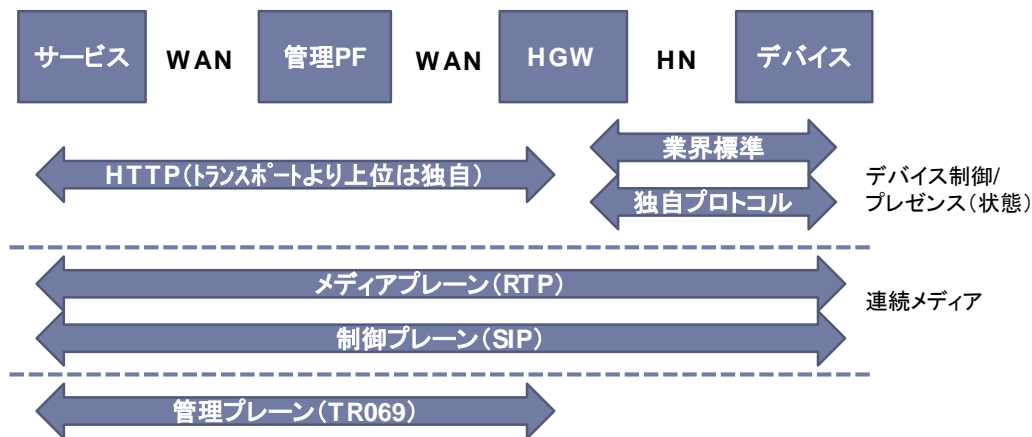 サービス WAN 管理PF WAN HGW HN デバイス
業界標準
HTTP(トランスポートより上位は独自)
独自プロトコル
デバイス制御/
プレゼンス(状態)
メディアプレーン(RTP)
連続メディア
制御プレーン(SIP)
管理プレーン(TR069)